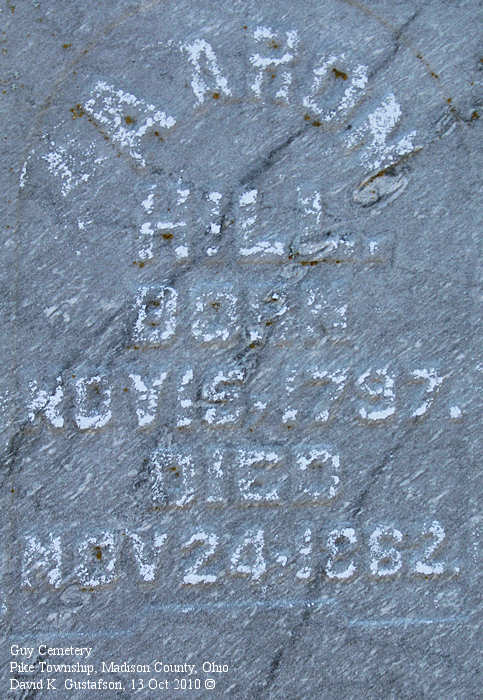 AARON
HILL.
BORN
NOV 15. 1797.
DIED
NOV 24. 1862.
Guy Cemetery
Pike Township, Madison County, Ohio
David K. Gustafson, 13 Oct 2010 ©